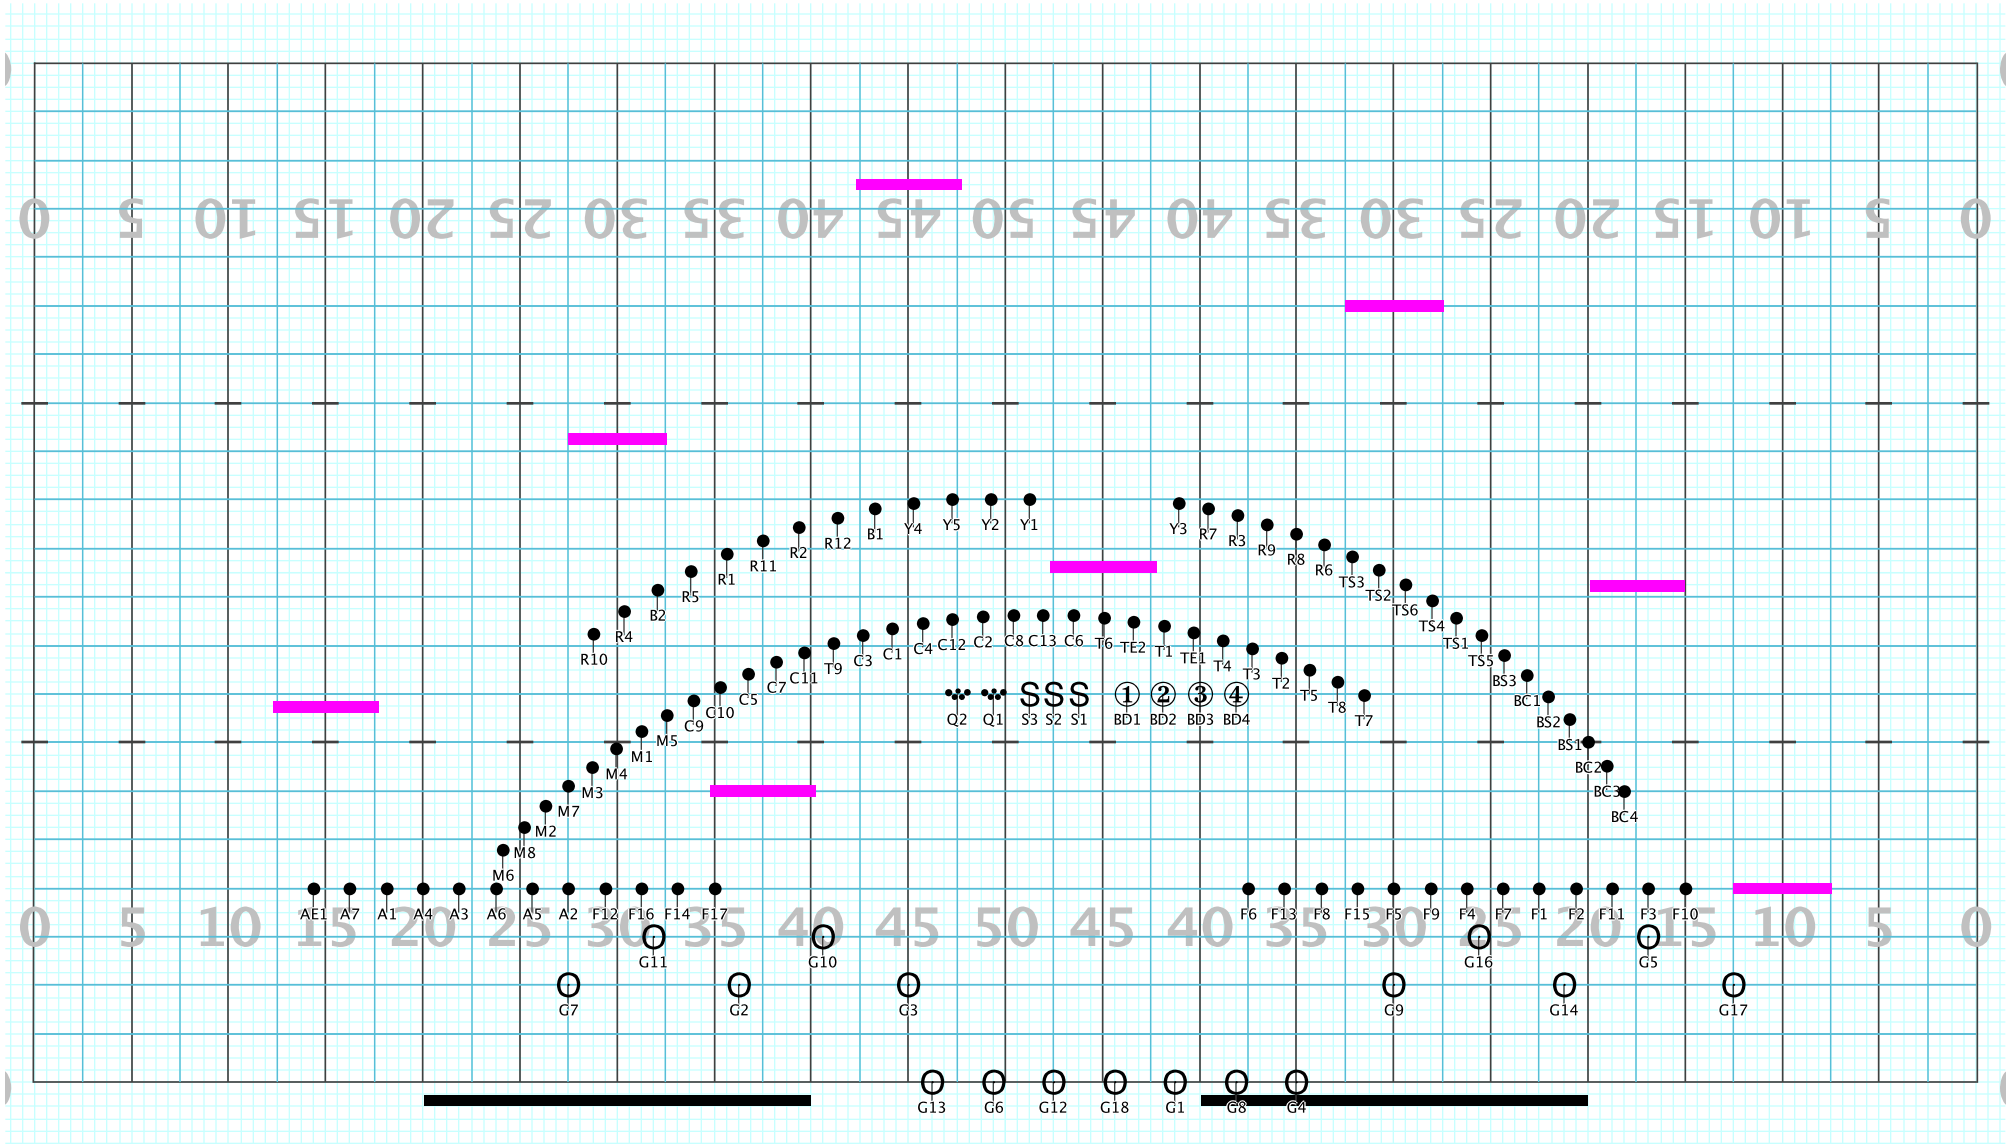 0 5 10 15 20 25 30 35 40 45 50 45 40 35 30 25 20 15 10 5 0
Y4 Y5 Y2 Y1 Y3
B1 R7
R12 R3
R2 R9
R11 R8
R1 R6
R5 TS3
B2 TS2
R4 TS6
R10 TS4
C12 C2 C8 C13 C6 T6 TE2 TS1
C3 C1 C4 T1 TE1 TS5
T9 T4 T3 BS3
C11 T2 BC1
C7 T5
C5 T8
C10 SSS ① ② ③ ④ BS2
C9 Q2 Q1 S3 S2 S1 BD1 BD2 BD3 BD4 T7
M5 BS1
M1 BC2
M4 BC3
M3 BC4
M7
M2
M8
M6
AE1 A7 A1 A4 A3 A6 A5 A2 F12 F16 F14 F17 F6 F13 F8 F15 F5 F9 F4 F7 F1 F2 F11 F3 F10
0 5 10 15 20 25 30 35 40 45 50 45 40 35 30 25 20 15 10 5 0
G11 G10 G16 G5
G7 G2 G3 G9 G14 G17
G13 G6 G12 G18 G1 G8 G4